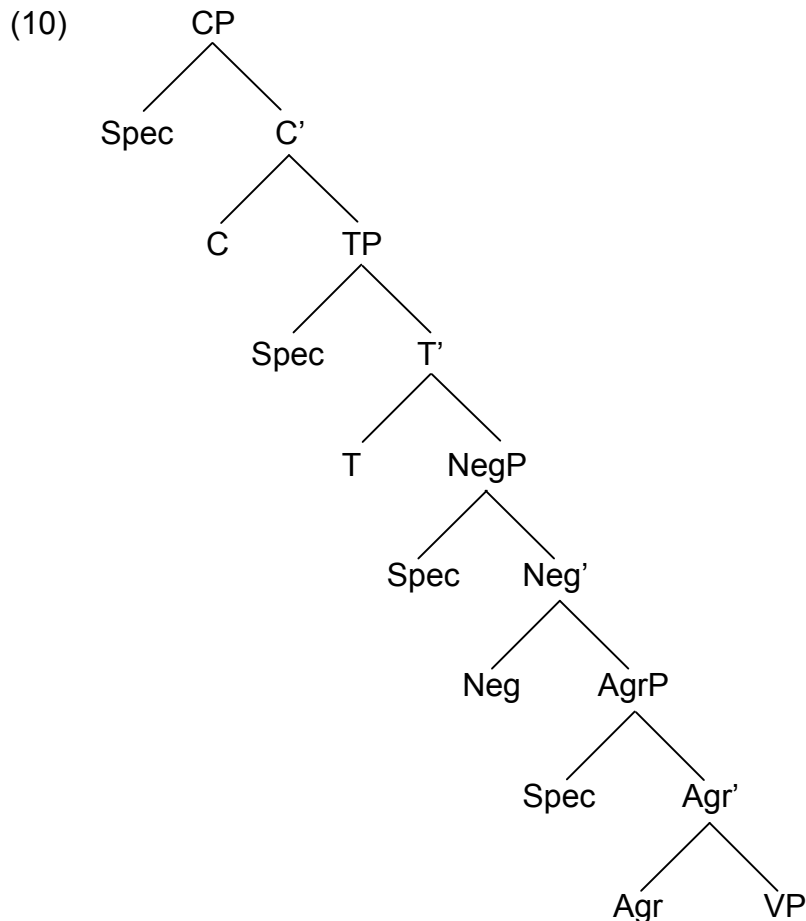 (10) CP
Spec C’
C TP
Spec T’
T NegP
Spec Neg’
Neg AgrP
Spec Agr’
Agr VP